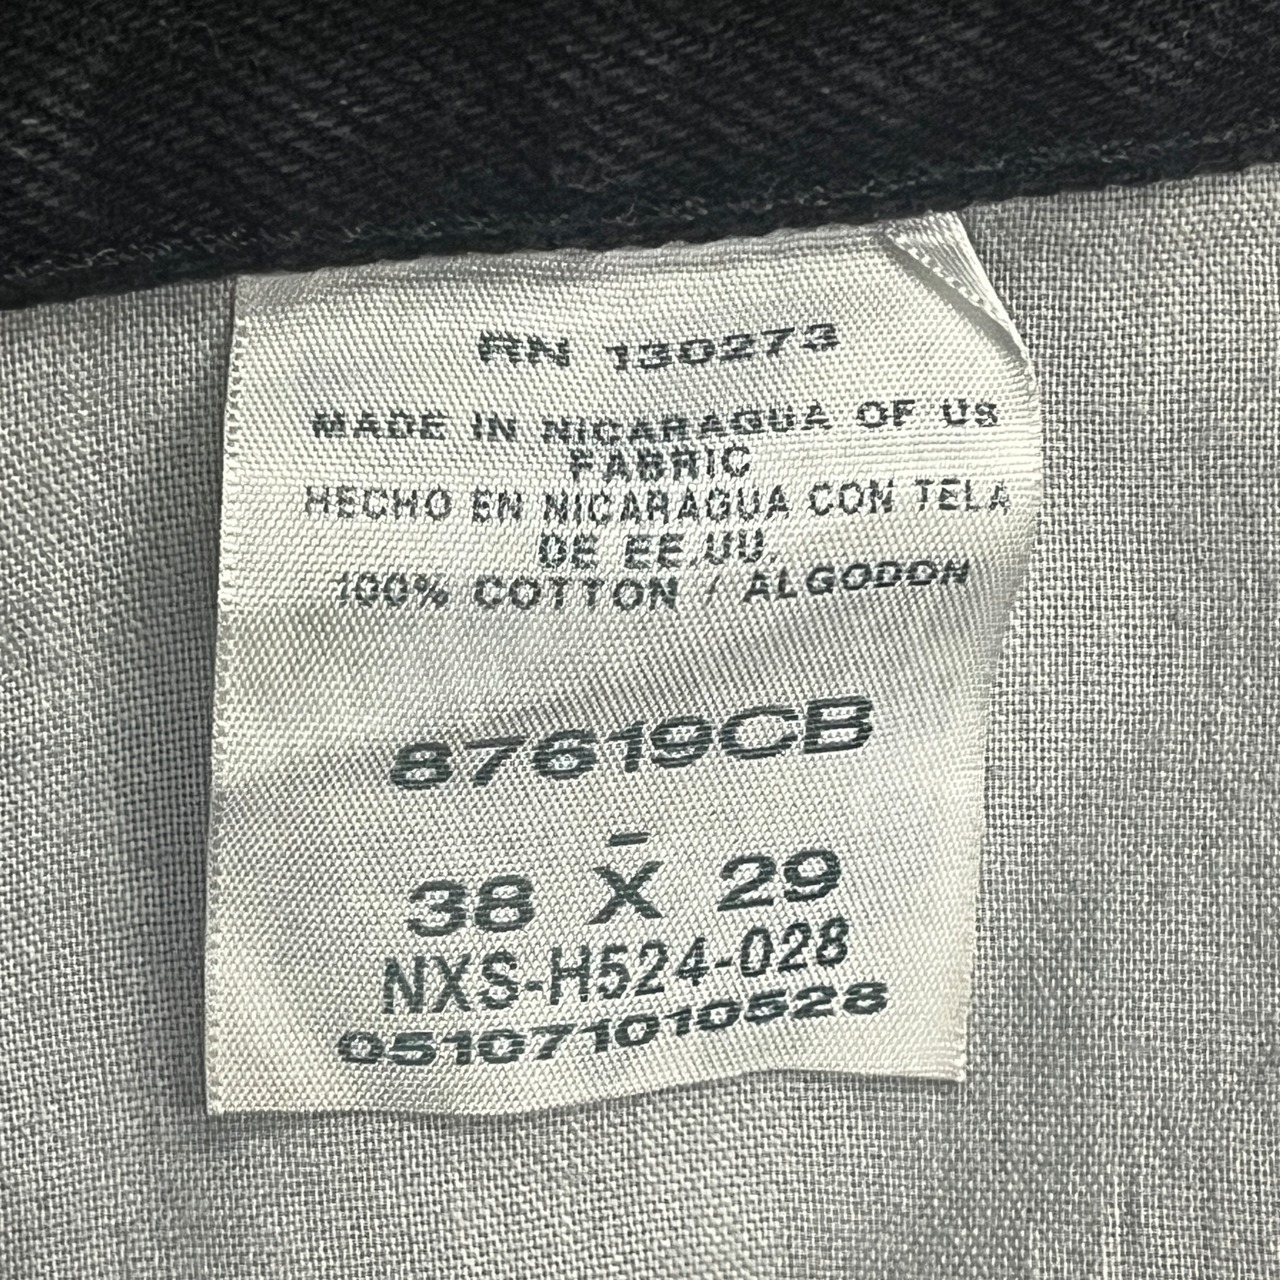 RN 130273
MADE IN NICARAGUA OF US
FABRIC
HECHO EN NICARAGUA CON TELA
DE EE.UU.
100% COTTON / ALGODON
87619CB
-
38 X 29
NXS-H524-028
051071010528